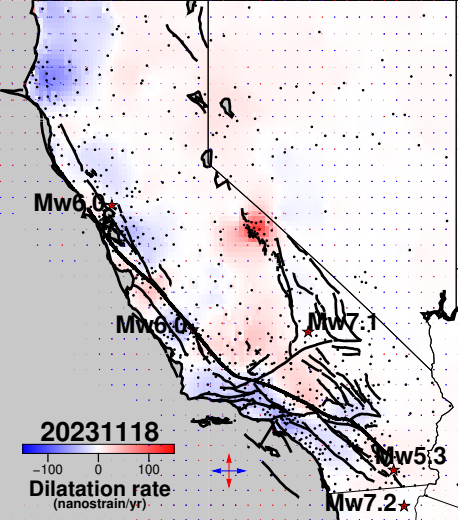 Mw6.0
Mw6.0
Mw7.1
20231118
−100 0 100
Dilatation rate
(nanostrain/yr)
Mw5.3
Mw7.2